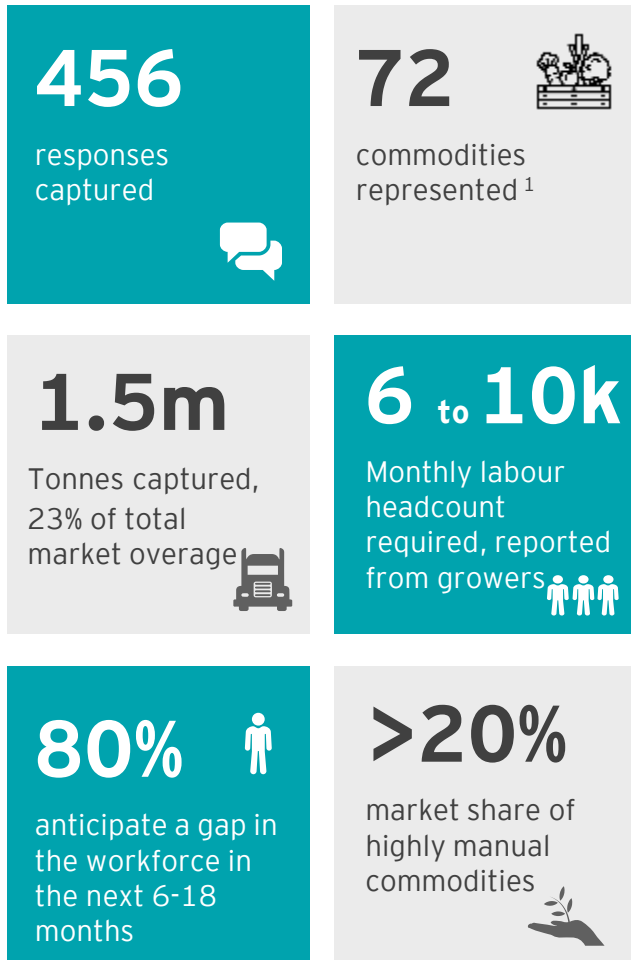 456
responses
captured
72
commodities
represented 1
1.5m
Tonnes captured,
23% of total
market overage
6 to 10k
Monthly labour
headcount
required, reported
from growers
80%
anticipate a gap in
the workforce in
the next 6-18
months
>20%
market share of
highly manual
commodities